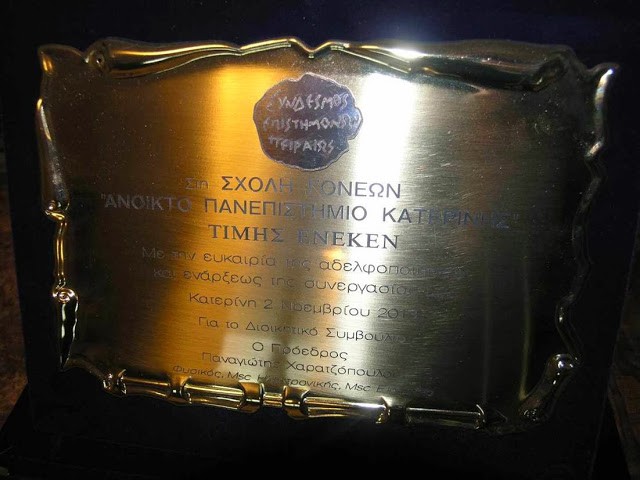 ΣΥΝΔΕΣΜΟΣ
ΕΠΙΣΤΗΜΟΝΩΝ
ΠΕΙΡΑΙΩΣ
Στη ΣΧΟΛΗ ΓΟΝΕΩΝ
"ΑΝΟΙΚΤΟ ΠΑΝΕΠΙΣΤΗΜΙΟ ΚΑΤΕΡΙΝΗΣ"
ΤΙΜΗΣ ΕΝΕΚΕΝ
Με την ευκαιρία της
και ενάρξεως της συνεργασίας
Κατερίνη 2 Νοεμβρίου
Για το Διοικητικό Συμβούλιο
Ο Πρόεδρος
Παναγιώτης Χαρατζόπουλος
Φυσικός, Msc Ηλεκτρονικής, Msc